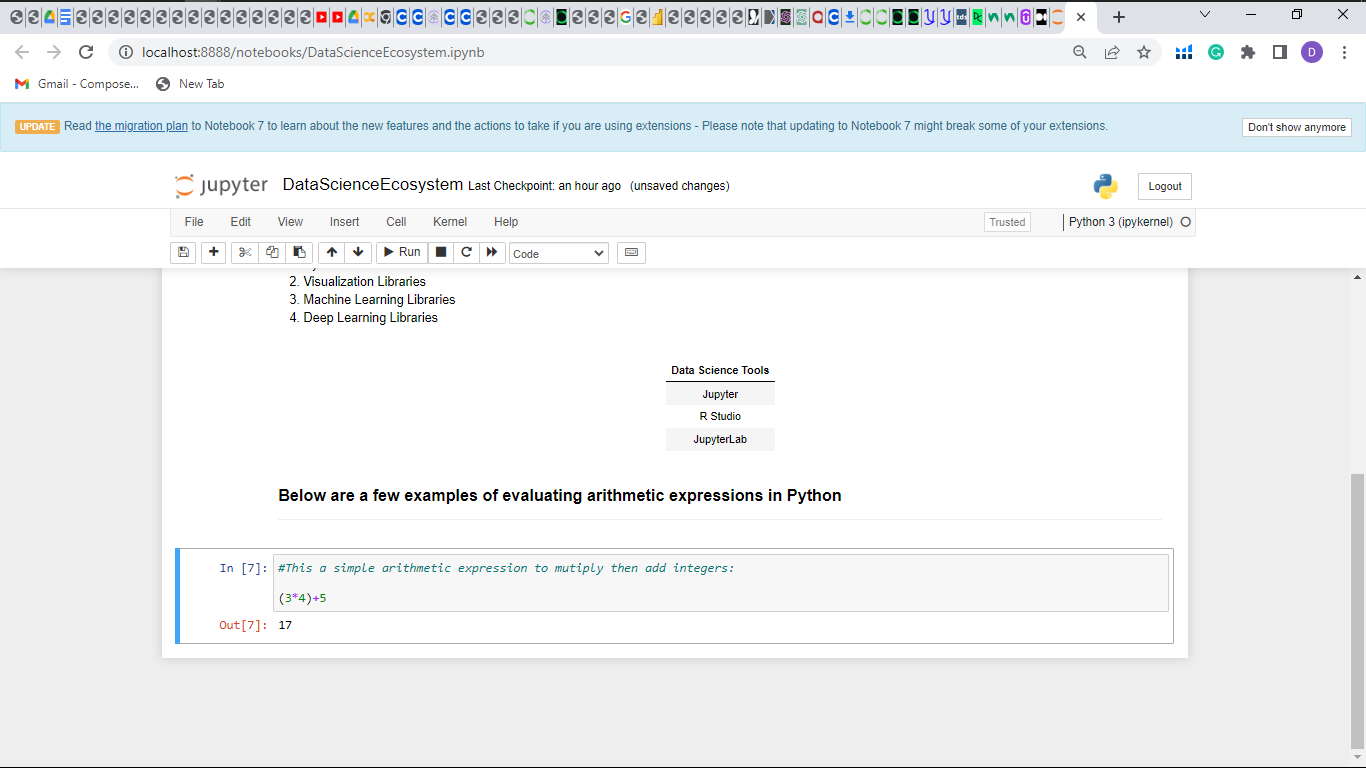 localhost:8888/notebooks/DataScienceEcosystem.ipynb
D
Gmail - Compose... New Tab
UPDATE Read the migration plan to Notebook 7 to learn about the new features and the actions to take if you are using extensions - Please note that updating to Notebook 7 might break some of your extensions. Don't show anymore
jupyter DataScienceEcosystem Last Checkpoint: an hour ago (unsaved changes) Logout
File Edit View Insert Cell Kernel Help Trusted Python 3 (ipykernel)
Run Code
2. Visualization Libraries
3. Machine Learning Libraries
4. Deep Learning Libraries
Data Science Tools
Jupyter
R Studio
JupyterLab
Below are a few examples of evaluating arithmetic expressions in Python
In [7]: #This a simple arithmetic expression to mutiply then add integers:
(3*4)+5
Out[7]: 17